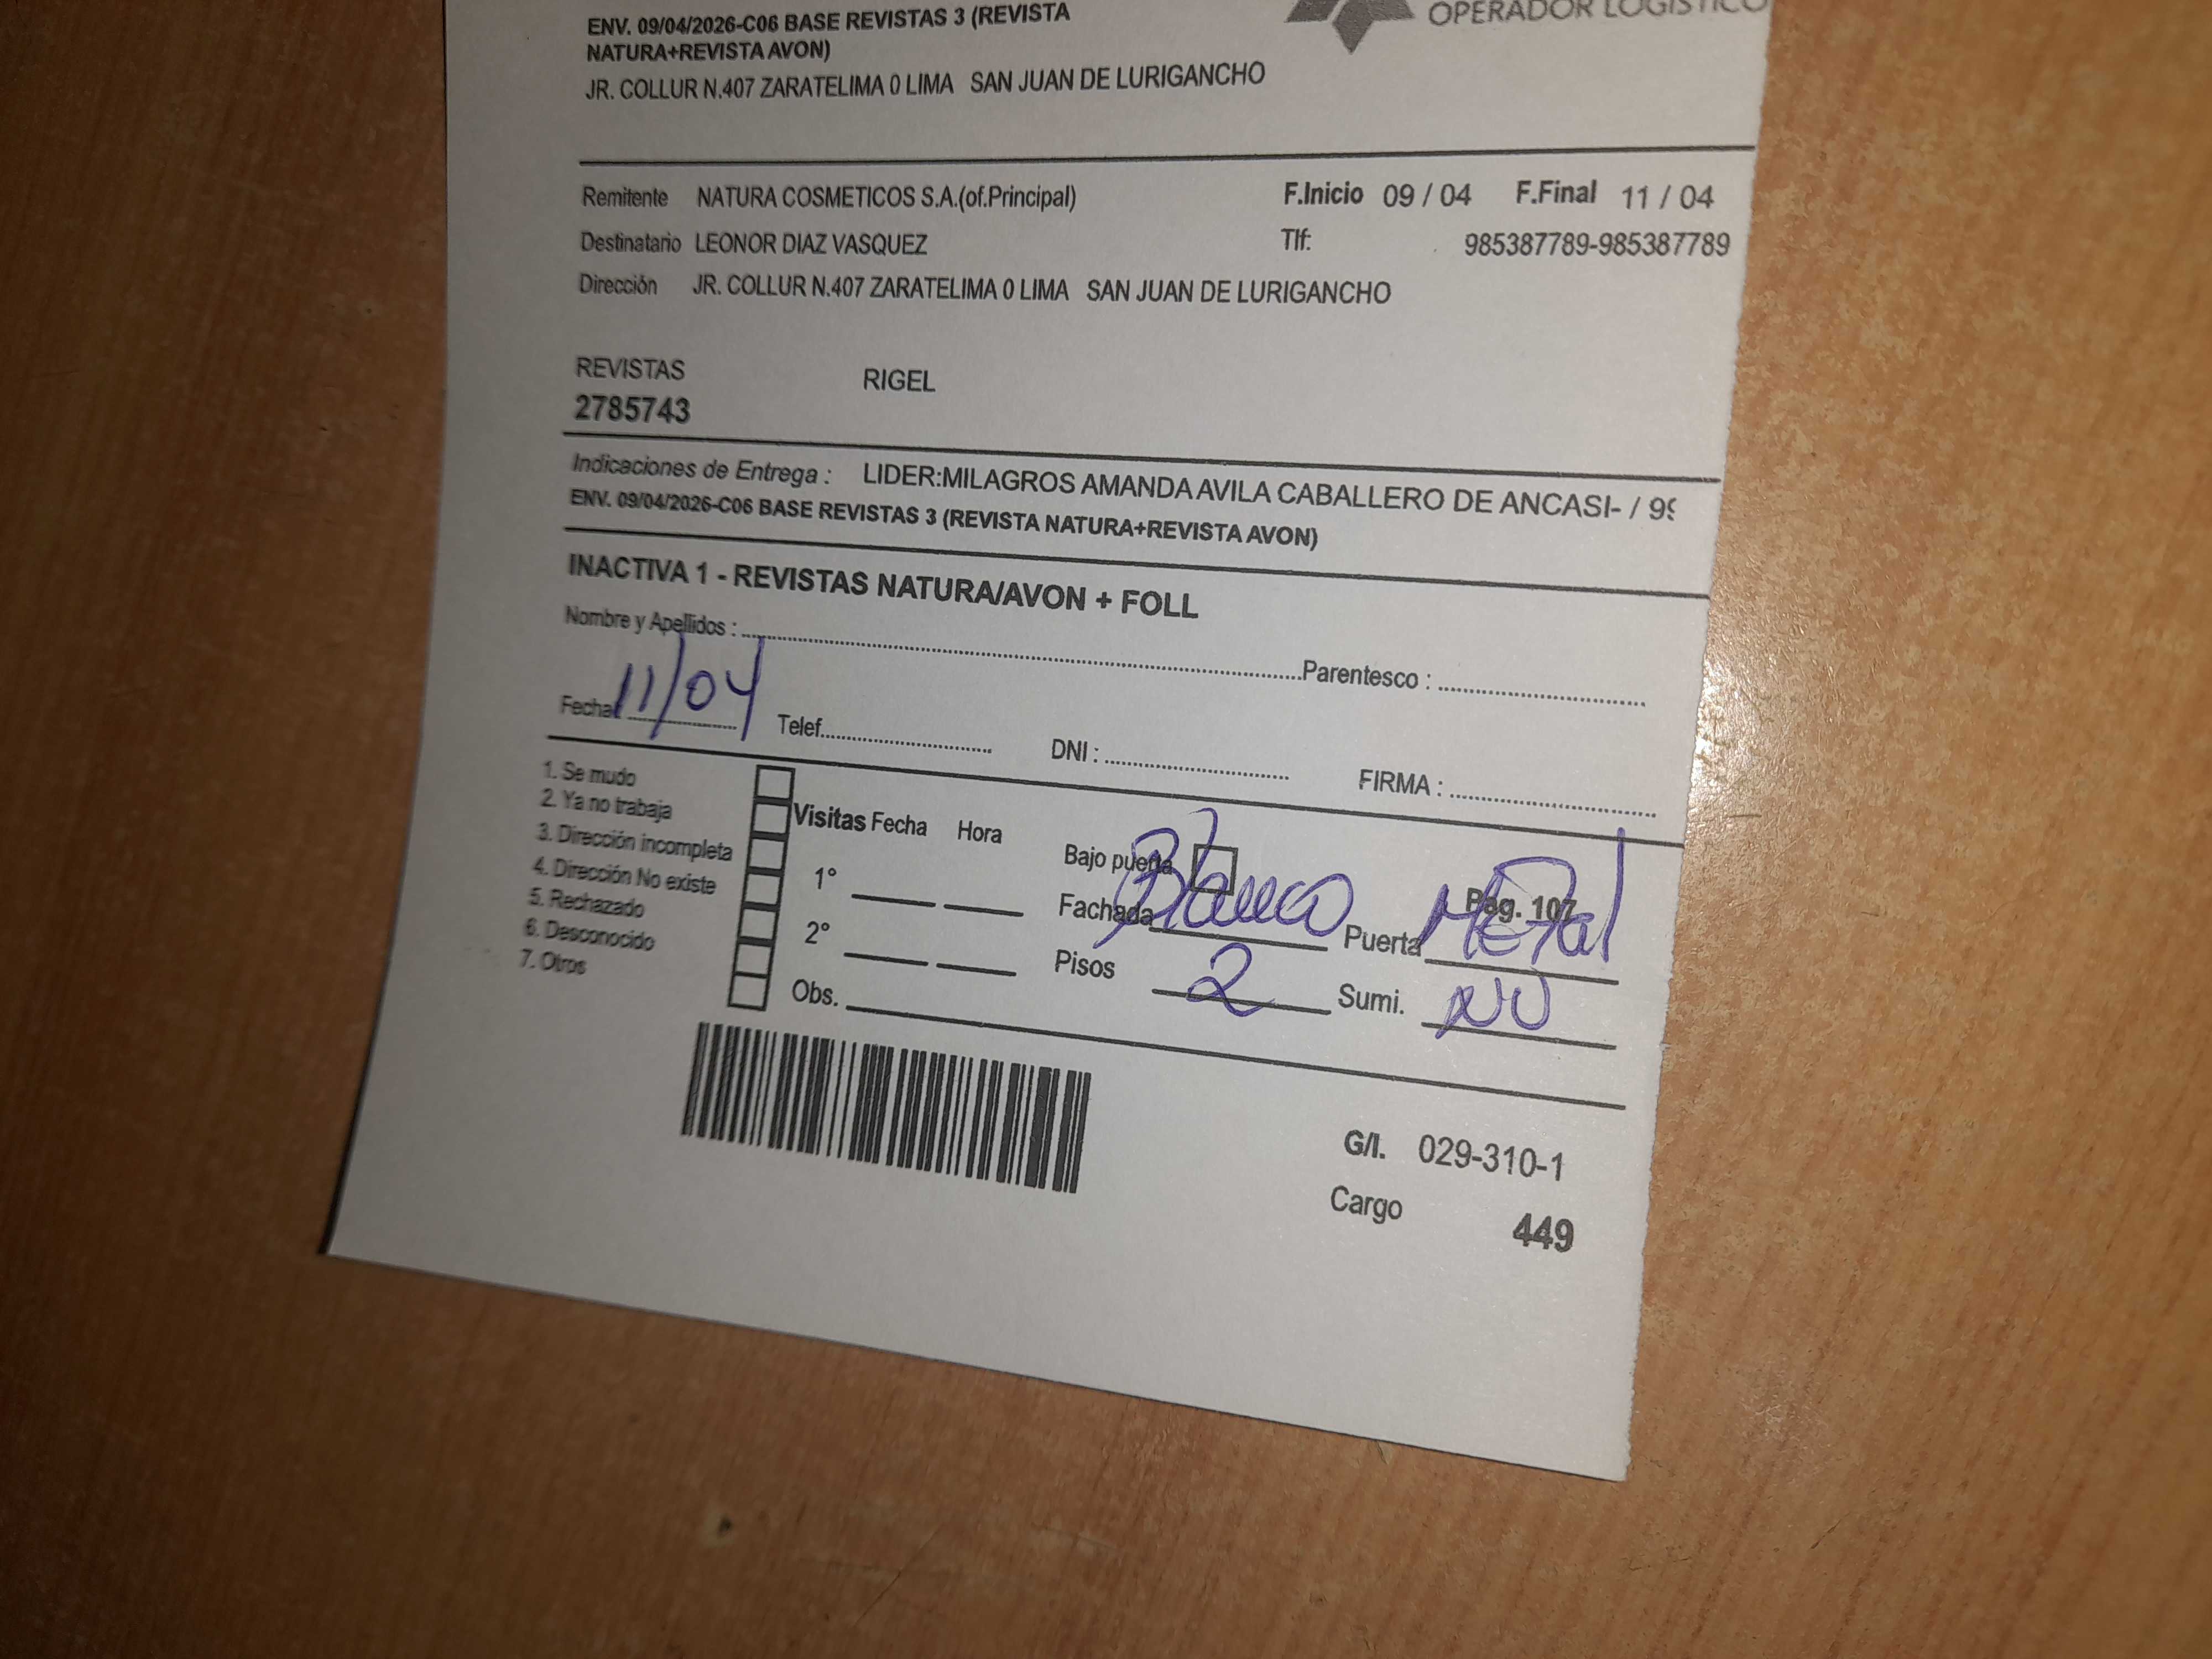 ENV. 09/04/2026-C06 BASE REVISTAS 3 (REVISTA
NATURA+REVISTA AVON)
OPERADOR LOGISTICO
JR. COLLUR N.407 ZARATELIMA 0 LIMA SAN JUAN DE LURIGANCHO
Remitente NATURA COSMETICOS S.A.(of.Principal) F.Inicio 09 / 04 F.Final 11 / 04
Destinatario LEONOR DIAZ VASQUEZ Tlf: 985387789-985387789
Dirección JR. COLLUR N.407 ZARATELIMA 0 LIMA SAN JUAN DE LURIGANCHO
REVISTAS RIGEL
2785743
Indicaciones de Entrega : LIDER:MILAGROS AMANDA AVILA CABALLERO DE ANCASI- / 99
ENV. 09/04/2026-C06 BASE REVISTAS 3 (REVISTA NATURA+REVISTA AVON)
INACTIVA 1 - REVISTAS NATURA/AVON + FOLL
Nombre y Apellidos : Parentesco :
Fecha 11/04 Telef. DNI : FIRMA :
1. Se mudo
2. Ya no trabaja
3. Dirección incompleta
4. Dirección No existe
5. Rechazado
6. Desconocido
7. Otros
Visitas Fecha Hora
1°
2°
Obs.
Bajo puerta
Pag. 107
Fachada Blanco Puerta Metal
Pisos 2 Sumi. NO
G/I. 029-310-1
Cargo 449